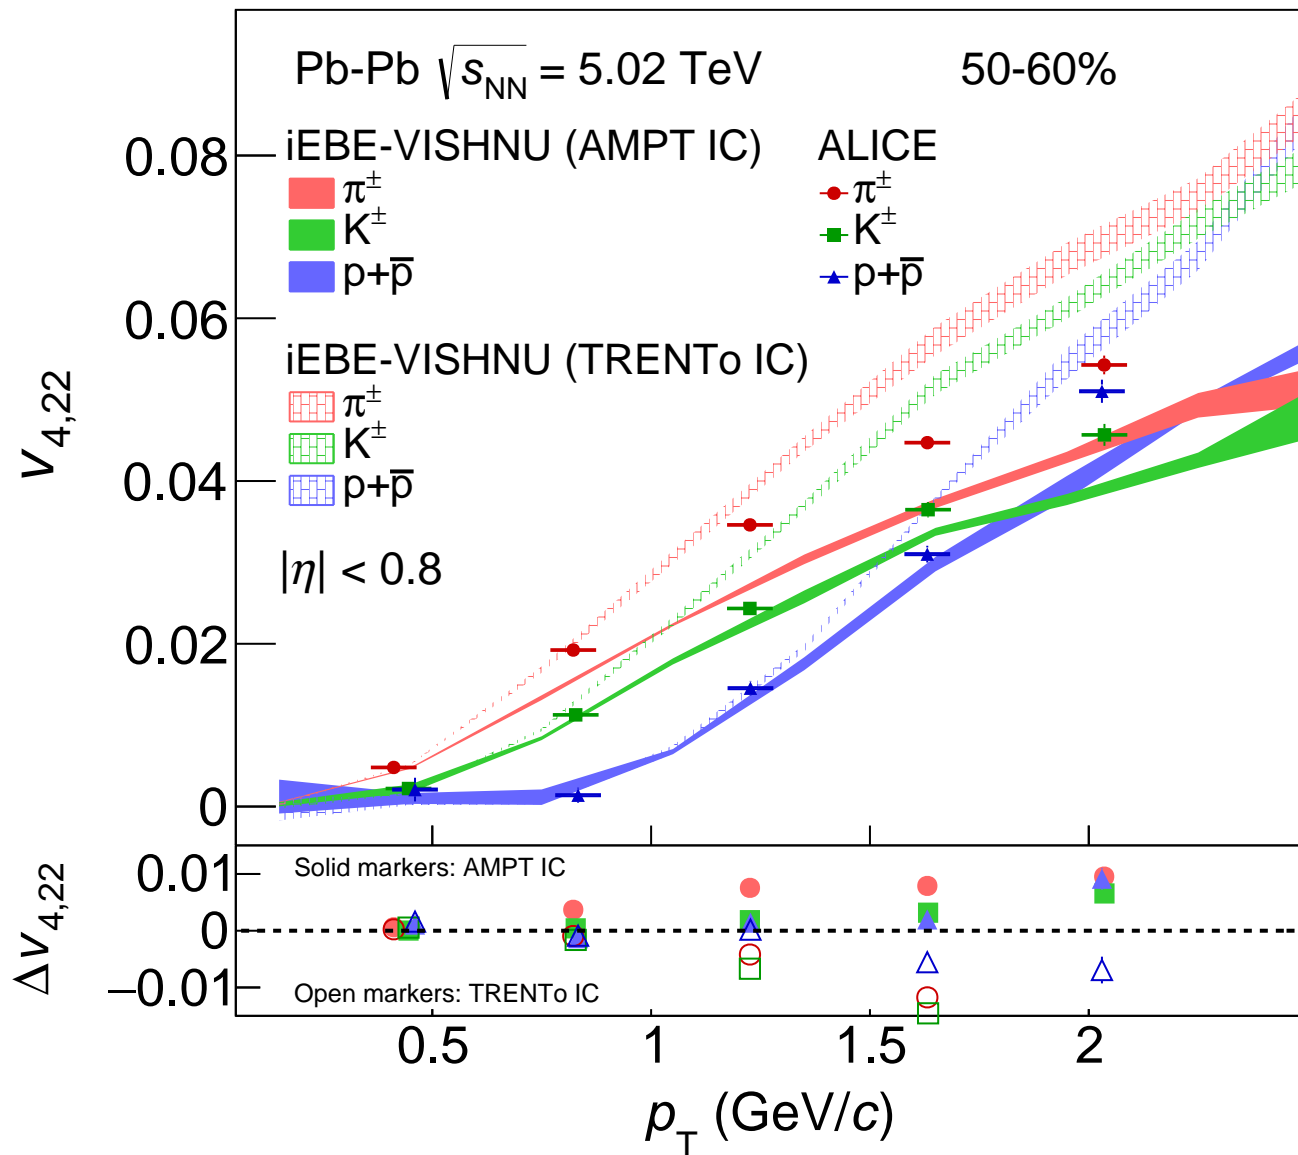 Pb-Pb √s_NN = 5.02 TeV 50-60%
iEBE-VISHNU (AMPT IC) ALICE
π± π±
K± K±
p+p̅ p+p̅
iEBE-VISHNU (TRENTo IC)
π±
K±
p+p̅
|η| < 0.8
v4,22
0.08
0.06
0.04
0.02
0
Solid markers: AMPT IC
Open markers: TRENTo IC
Δv4,22
0.01
0
−0.01
0.5 1 1.5 2
pT (GeV/c)